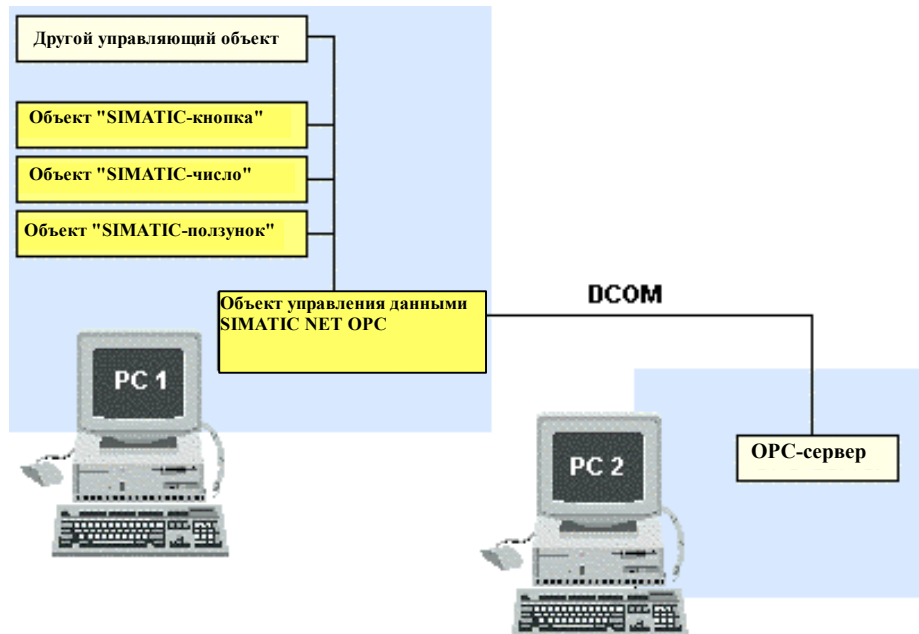 Другой управляющий объект
Объект "SIMATIC-кнопка"
Объект "SIMATIC-число"
Объект "SIMATIC-ползунок"
Объект управления данными
SIMATIC NET OPC
DCOM
PC 1
PC 2
OPC-сервер